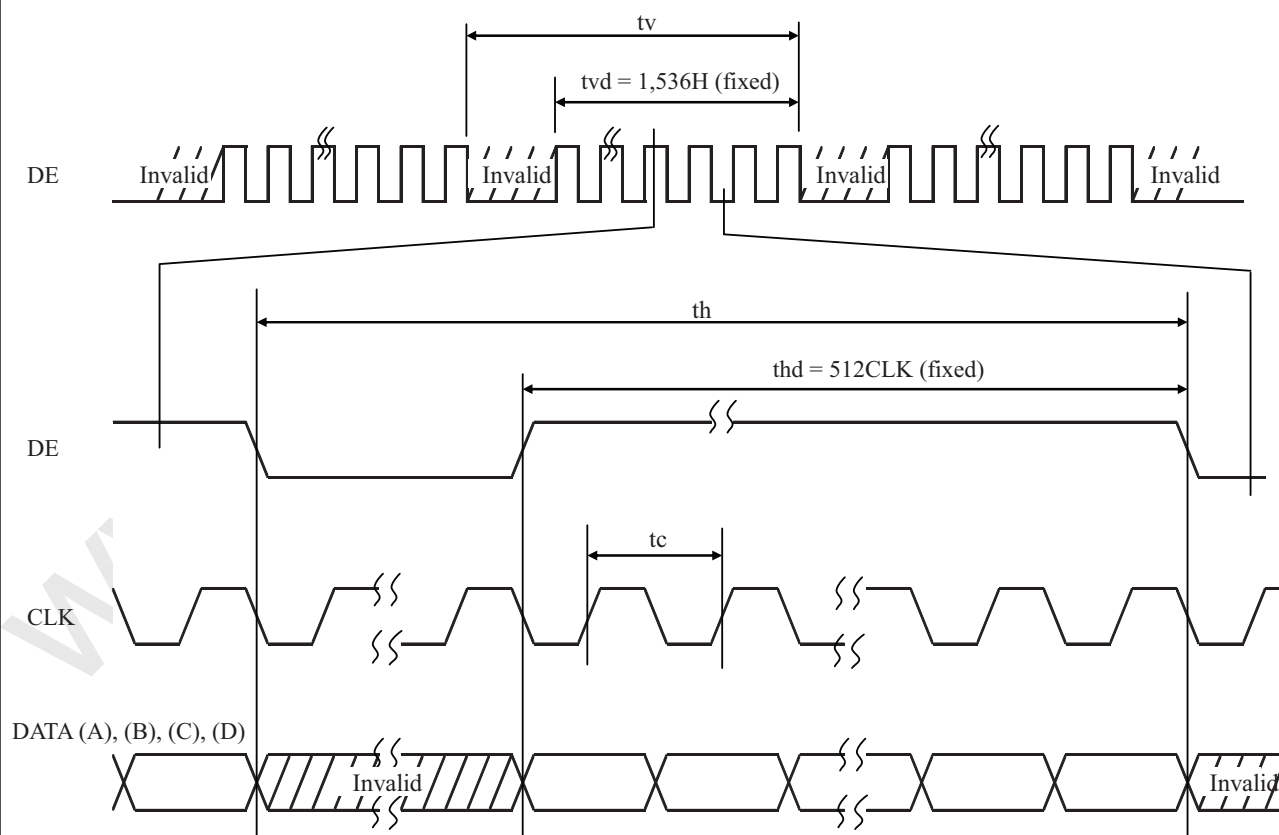 tv
tvd = 1,536H (fixed)
DE
Invalid
Invalid
Invalid
Invalid
th
thd = 512CLK (fixed)
DE
tc
CLK
DATA (A), (B), (C), (D)
Invalid
Invalid